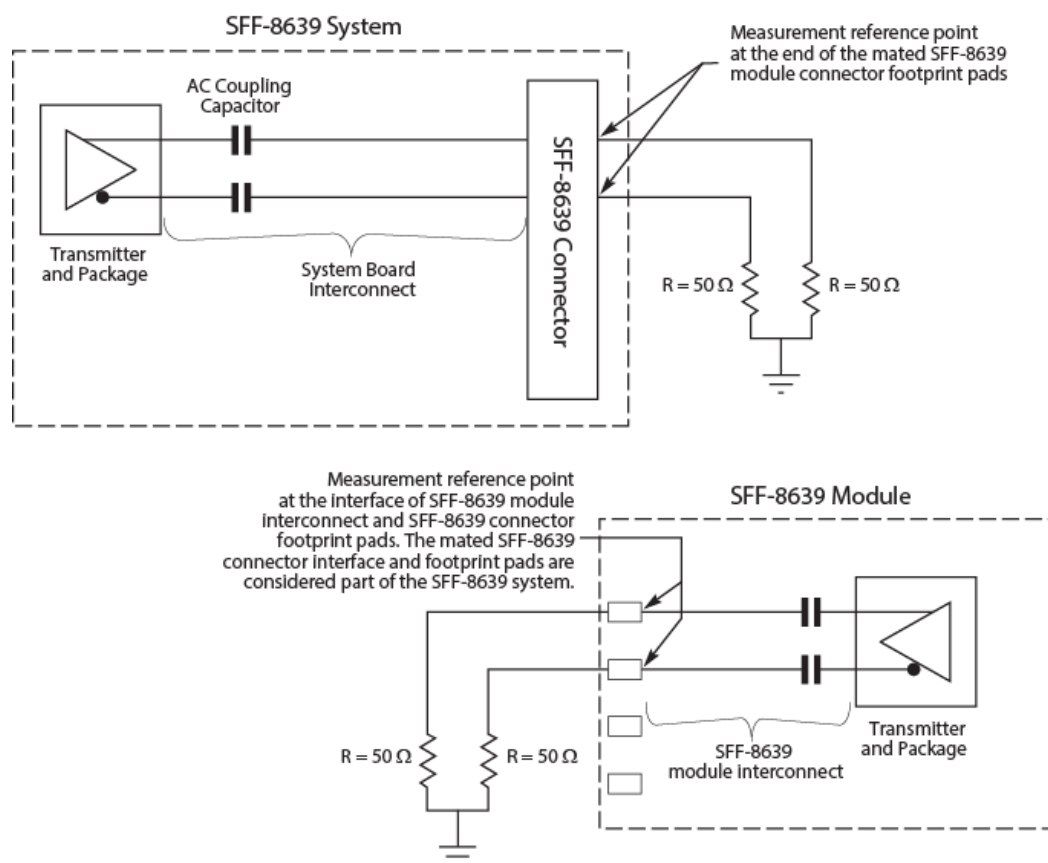 SFF-8639 System
Measurement reference point
at the end of the mated SFF-8639
module connector footprint pads
AC Coupling
Capacitor
SFF-8639 Connector
Transmitter
and Package
System Board
Interconnect
R = 50 Ω
R = 50 Ω
Measurement reference point
at the interface of SFF-8639 module
interconnect and SFF-8639 connector
footprint pads. The mated SFF-8639
connector interface and footprint pads are
considered part of the SFF-8639 system.
SFF-8639 Module
Transmitter
and Package
SFF-8639
module interconnect
R = 50 Ω
R = 50 Ω